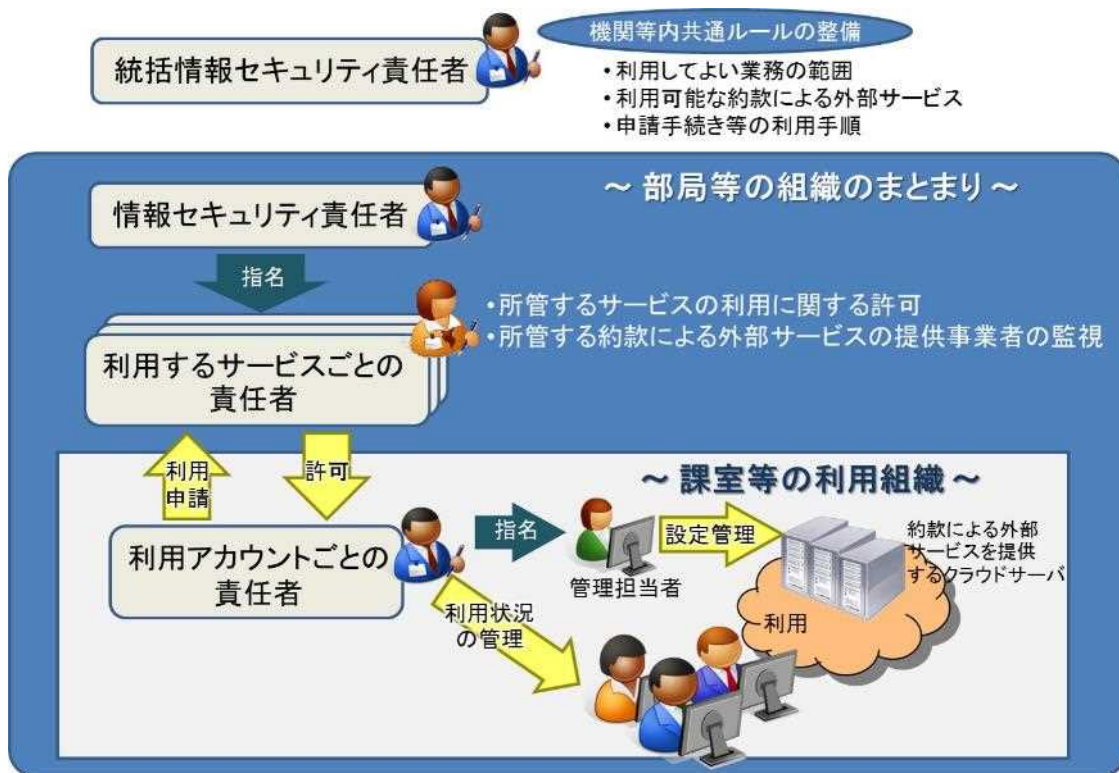 機関等内共通ルールの整備
統括情報セキュリティ責任者
・利用してよい業務の範囲
・利用可能な約款による外部サービス
・申請手続き等の利用手順
～ 部局等の組織のまとまり ～
情報セキュリティ責任者
指名
・所管するサービスの利用に関する許可
・所管する約款による外部サービスの提供事業者の監視
利用するサービスごとの
責任者
利用
申請
許可
～ 課室等の利用組織 ～
利用アカウントごとの
責任者
指名
管理担当者
設定管理
約款による外部
サービスを提供
するクラウドサーバ
利用状況
の管理
利用